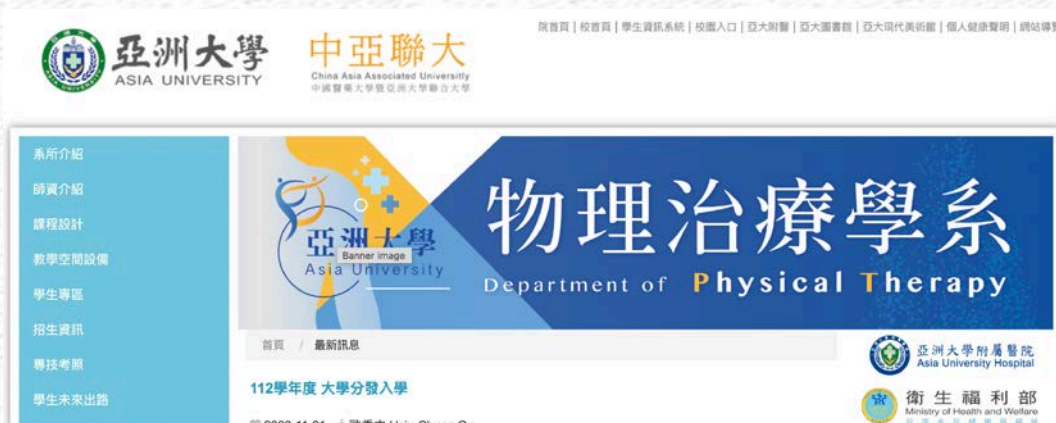 院首頁 | 校首頁 | 學生資訊系統 | 校園入口 | 亞大附醫 | 亞大圖書館 | 亞大現代美術館 | 個人健康聲明 | 網站導覽
亞洲大學
ASIA UNIVERSITY
中亞聯大
China Asia Associated University
中國醫藥大學暨亞洲大學聯合大學
系所介紹
師資介紹
課程設計
教學空間設備
學生專區
招生資訊
專技考照
學生未來出路
亞洲大學
Banner image
Asia University
物理治療學系
Department of Physical Therapy
首頁 / 最新訊息
112學年度 大學分發入學
亞洲大學附屬醫院
Asia University Hospital
衛生福利部
Ministry of Health and Welfare